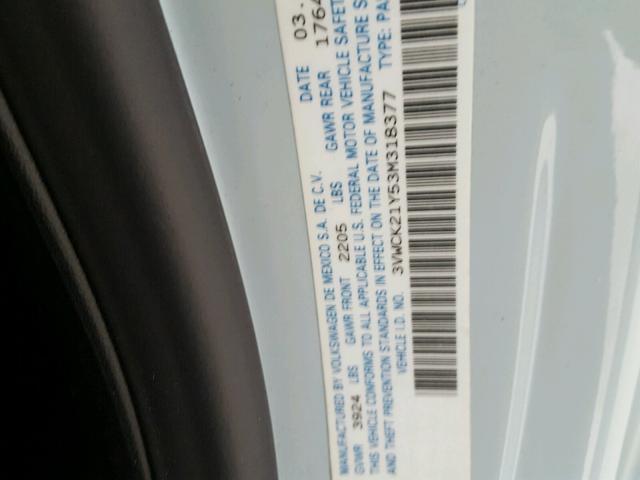 MANUFACTURED BY VOLKSWAGEN DE MEXICO S.A. DE C.V. DATE 03.
GVWR 3924 LBS GAWR FRONT 2205 LBS GAWR REAR 1764
THIS VEHICLE CONFORMS TO ALL APPLICABLE U.S. FEDERAL MOTOR VEHICLE SAFET
AND THEFT PREVENTION STANDARDS IN EFFECT ON THE DATE OF MANUFACTURE S
VEHICLE I.D. NO. 3VWCK21Y53M318377 TYPE: PA